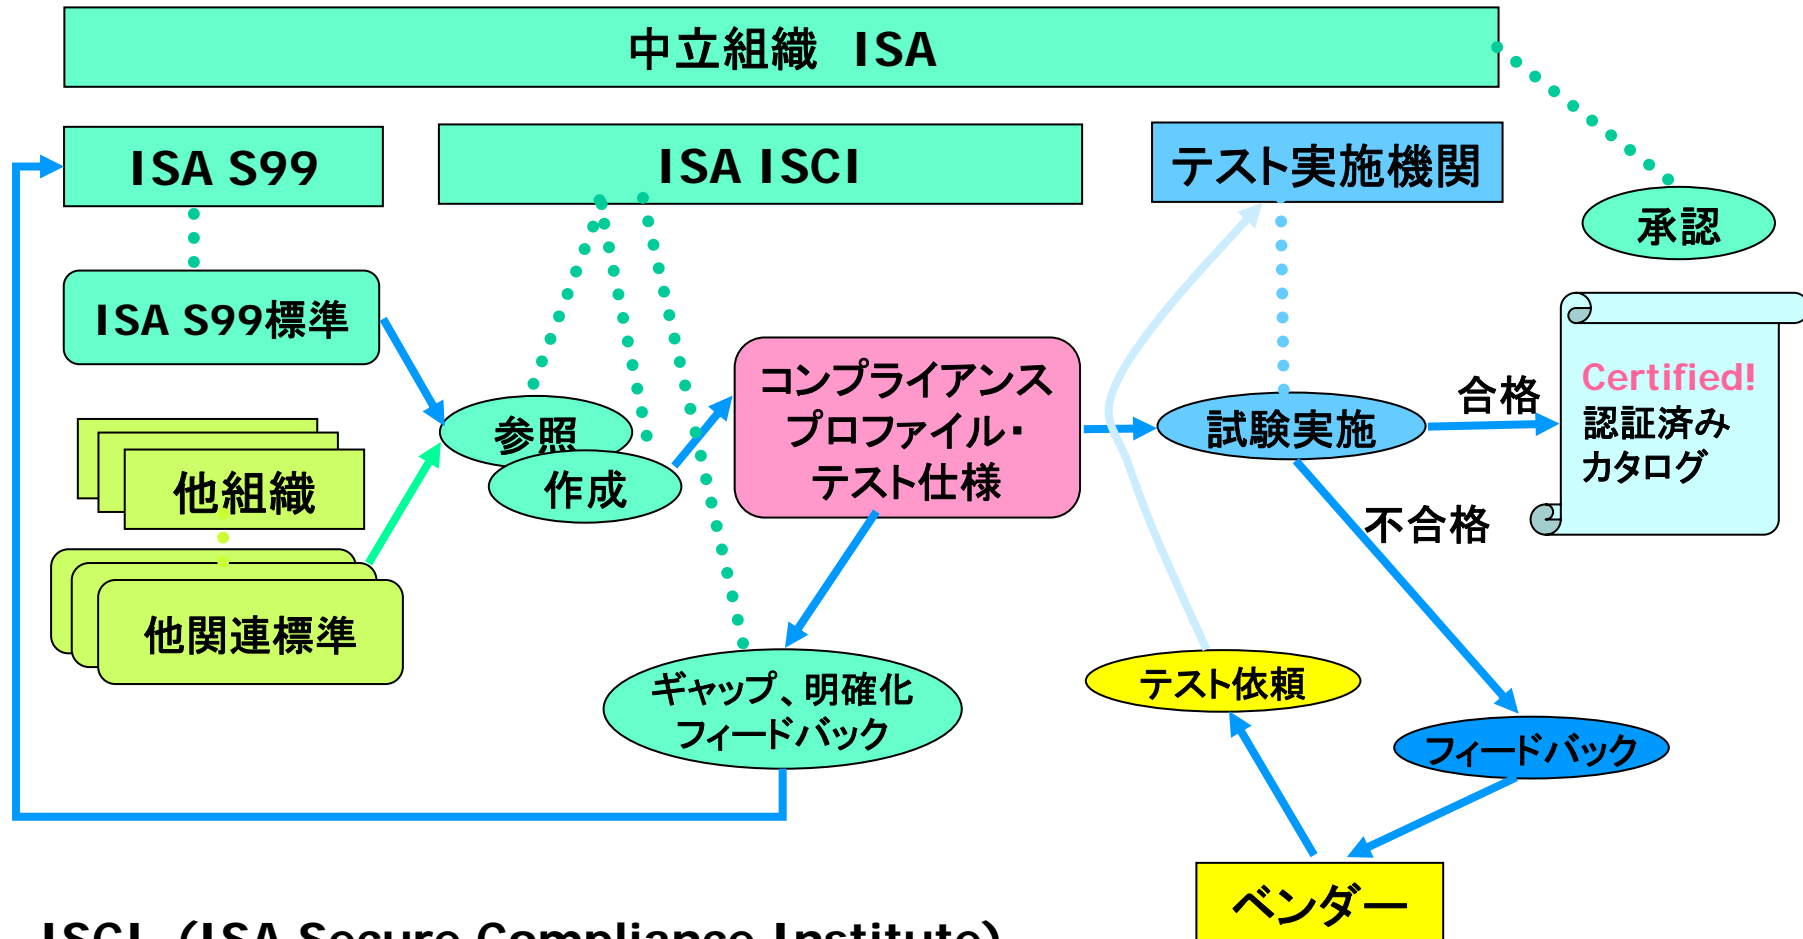 中立組織 ISA
ISA S99
ISA ISCI
テスト実施機関
承認
ISA S99標準
参照
作成
コンプライアンス
プロファイル・
テスト仕様
試験実施
合格
不合格
Certified!
認証済み
カタログ
他組織
他関連標準
ギャップ、明確化
フィードバック
テスト依頼
フィードバック
ベンダー
ISCI (ISA Secure Compliance Institute)